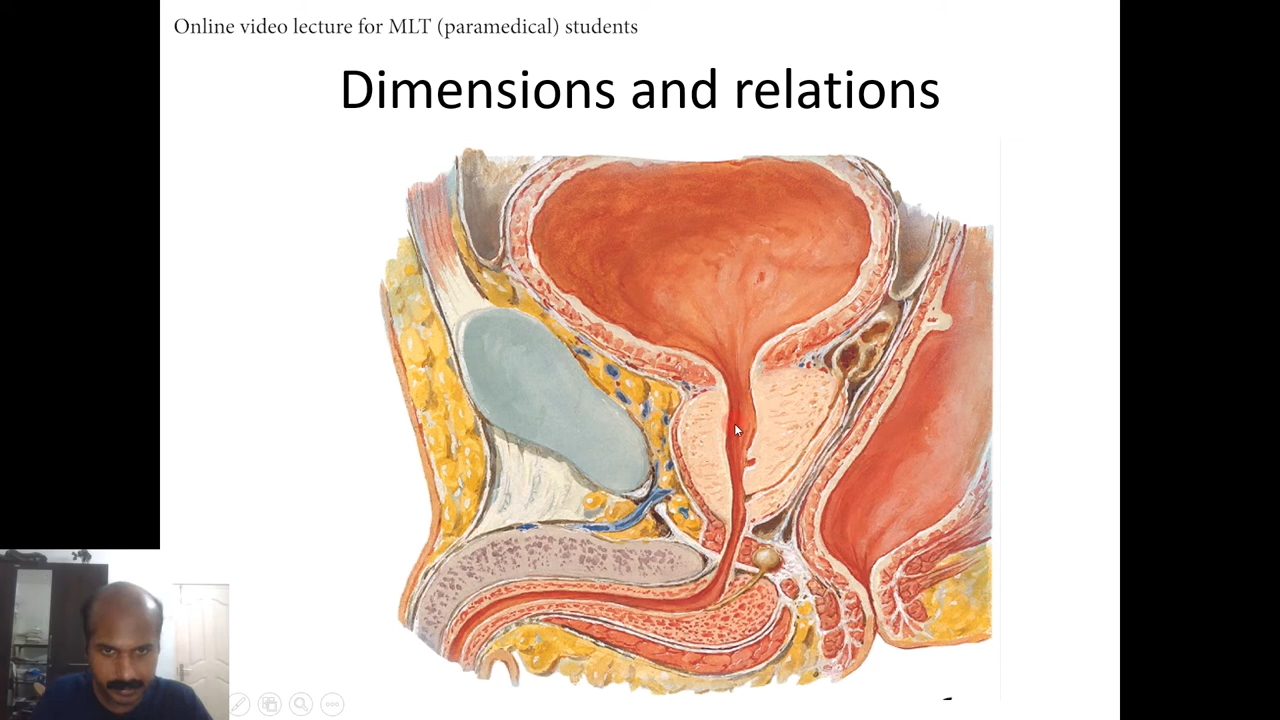 Online video lecture for MLT (paramedical) students
Dimensions and relations